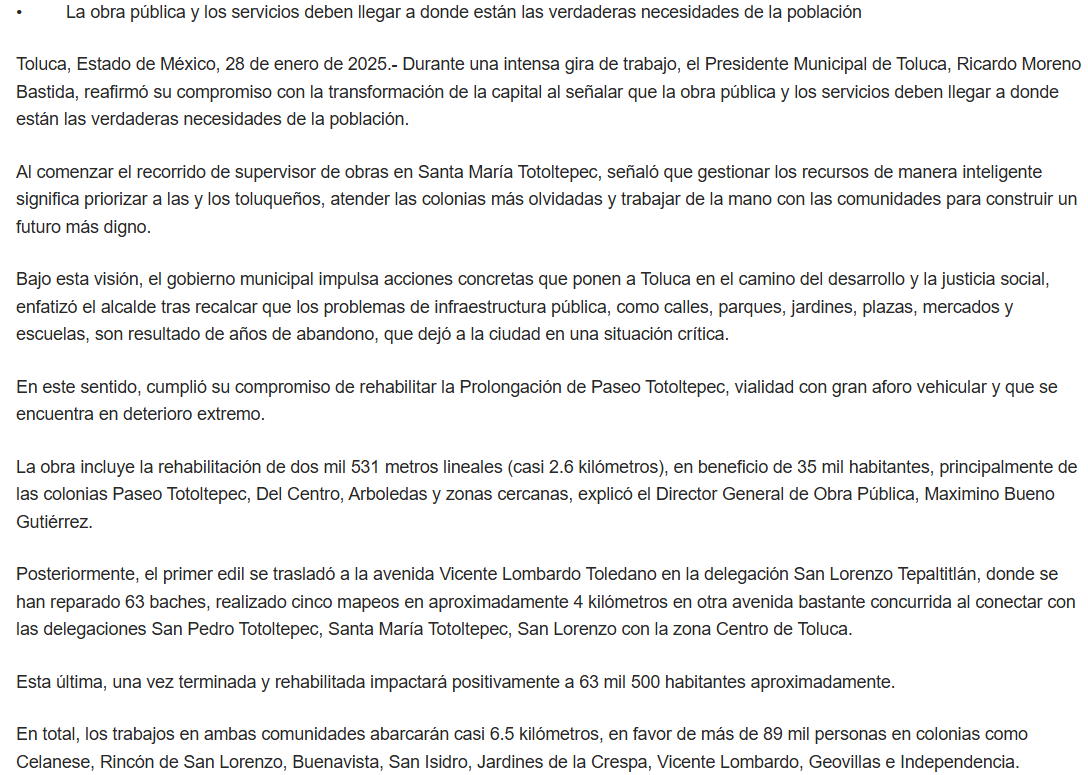 • La obra pública y los servicios deben llegar a donde están las verdaderas necesidades de la población
Toluca, Estado de México, 28 de enero de 2025.- Durante una intensa gira de trabajo, el Presidente Municipal de Toluca, Ricardo Moreno
Bastida, reafirmó su compromiso con la transformación de la capital al señalar que la obra pública y los servicios deben llegar a donde
están las verdaderas necesidades de la población.
Al comenzar el recorrido de supervisor de obras en Santa María Totoltepec, señaló que gestionar los recursos de manera inteligente
significa priorizar a las y los toluqueños, atender las colonias más olvidadas y trabajar de la mano con las comunidades para construir un
futuro más digno.
Bajo esta visión, el gobierno municipal impulsa acciones concretas que ponen a Toluca en el camino del desarrollo y la justicia social,
enfatizó el alcalde tras recalcar que los problemas de infraestructura pública, como calles, parques, jardines, plazas, mercados y
escuelas, son resultado de años de abandono, que dejó a la ciudad en una situación crítica.
En este sentido, cumplió su compromiso de rehabilitar la Prolongación de Paseo Totoltepec, vialidad con gran aforo vehicular y que se
encuentra en deterioro extremo.
La obra incluye la rehabilitación de dos mil 531 metros lineales (casi 2.6 kilómetros), en beneficio de 35 mil habitantes, principalmente de
las colonias Paseo Totoltepec, Del Centro, Arboledas y zonas cercanas, explicó el Director General de Obra Pública, Maximino Bueno
Gutiérrez.
Posteriormente, el primer edil se trasladó a la avenida Vicente Lombardo Toledano en la delegación San Lorenzo Tepaltitlán, donde se
han reparado 63 baches, realizado cinco mapeos en aproximadamente 4 kilómetros en otra avenida bastante concurrida al conectar con
las delegaciones San Pedro Totoltepec, Santa María Totoltepec, San Lorenzo con la zona Centro de Toluca.
Esta última, una vez terminada y rehabilitada impactará positivamente a 63 mil 500 habitantes aproximadamente.
En total, los trabajos en ambas comunidades abarcarán casi 6.5 kilómetros, en favor de más de 89 mil personas en colonias como
Celanese, Rincón de San Lorenzo, Buenavista, San Isidro, Jardines de la Crespa, Vicente Lombardo, Geovillas e Independencia.